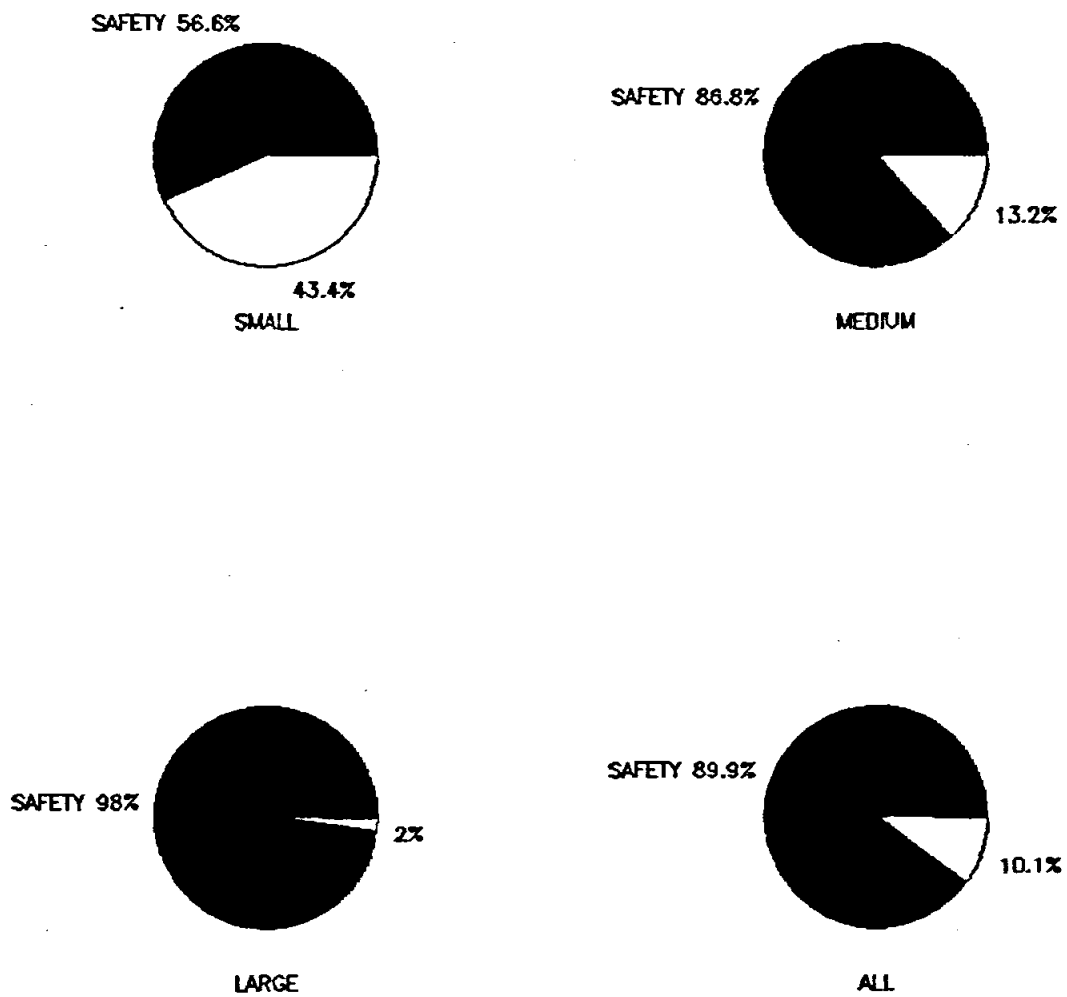 SAFETY 56.6%
43.4%
SMALL
SAFETY 86.8%
13.2%
MEDIUM
SAFETY 98%
2%
LARGE
SAFETY 89.9%
10.1%
ALL